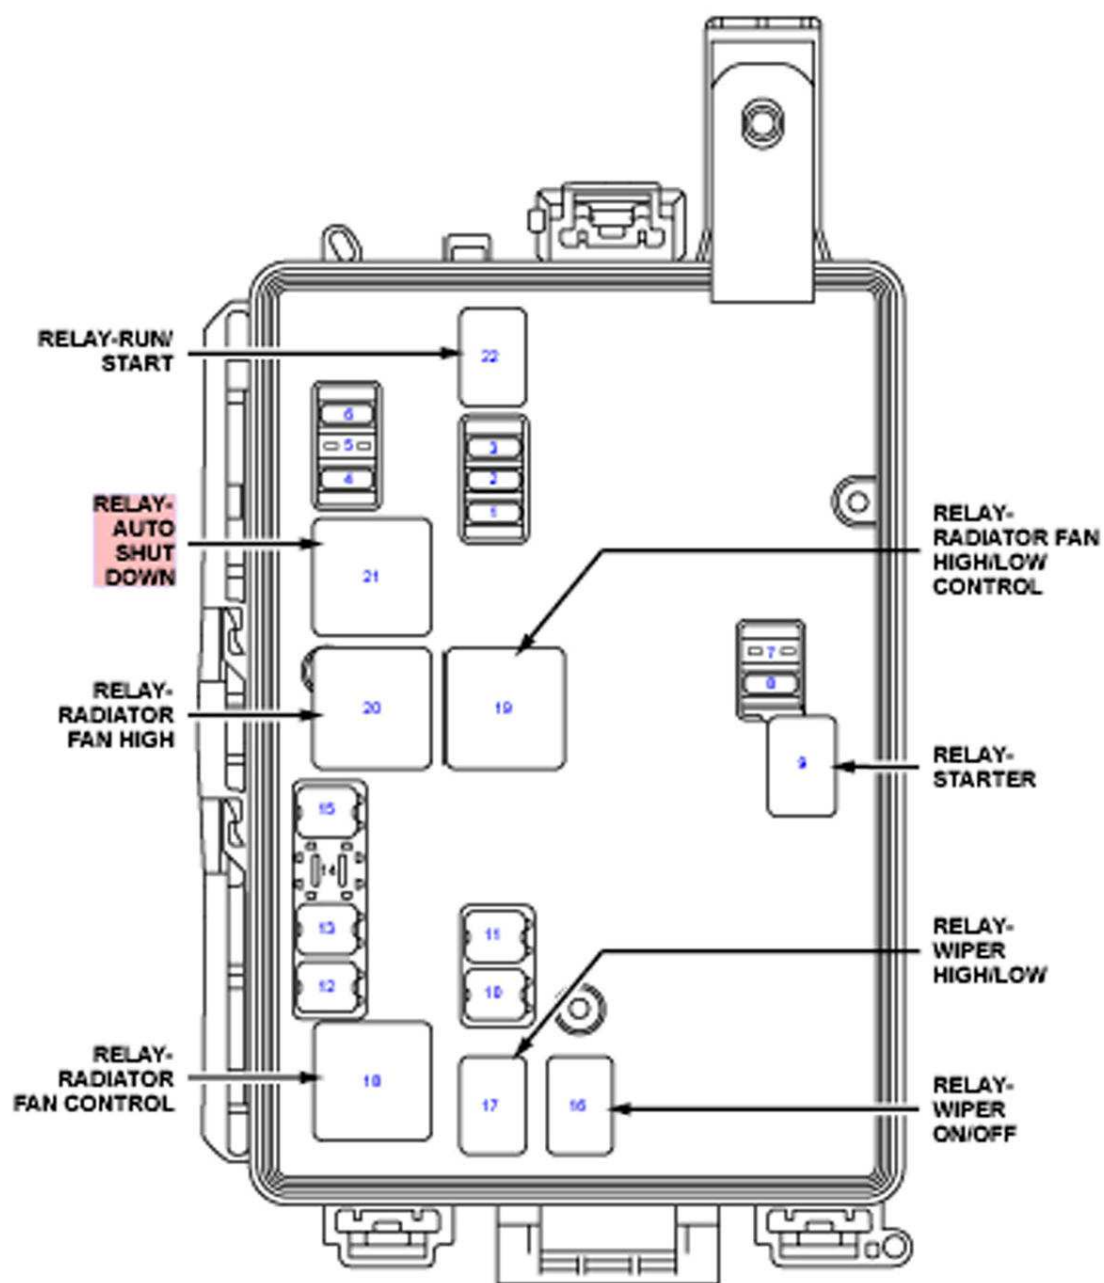 RELAY-RUN/
START
22
6
5
4
3
2
1
RELAY-
AUTO
SHUT
DOWN
21
RELAY-
RADIATOR FAN
HIGH/LOW
CONTROL
7
8
RELAY-
RADIATOR
FAN HIGH
20
19
9
RELAY-
STARTER
15
14
13
12
11
10
RELAY-
WIPER
HIGH/LOW
RELAY-
RADIATOR
FAN CONTROL
18
17
16
RELAY-
WIPER
ON/OFF